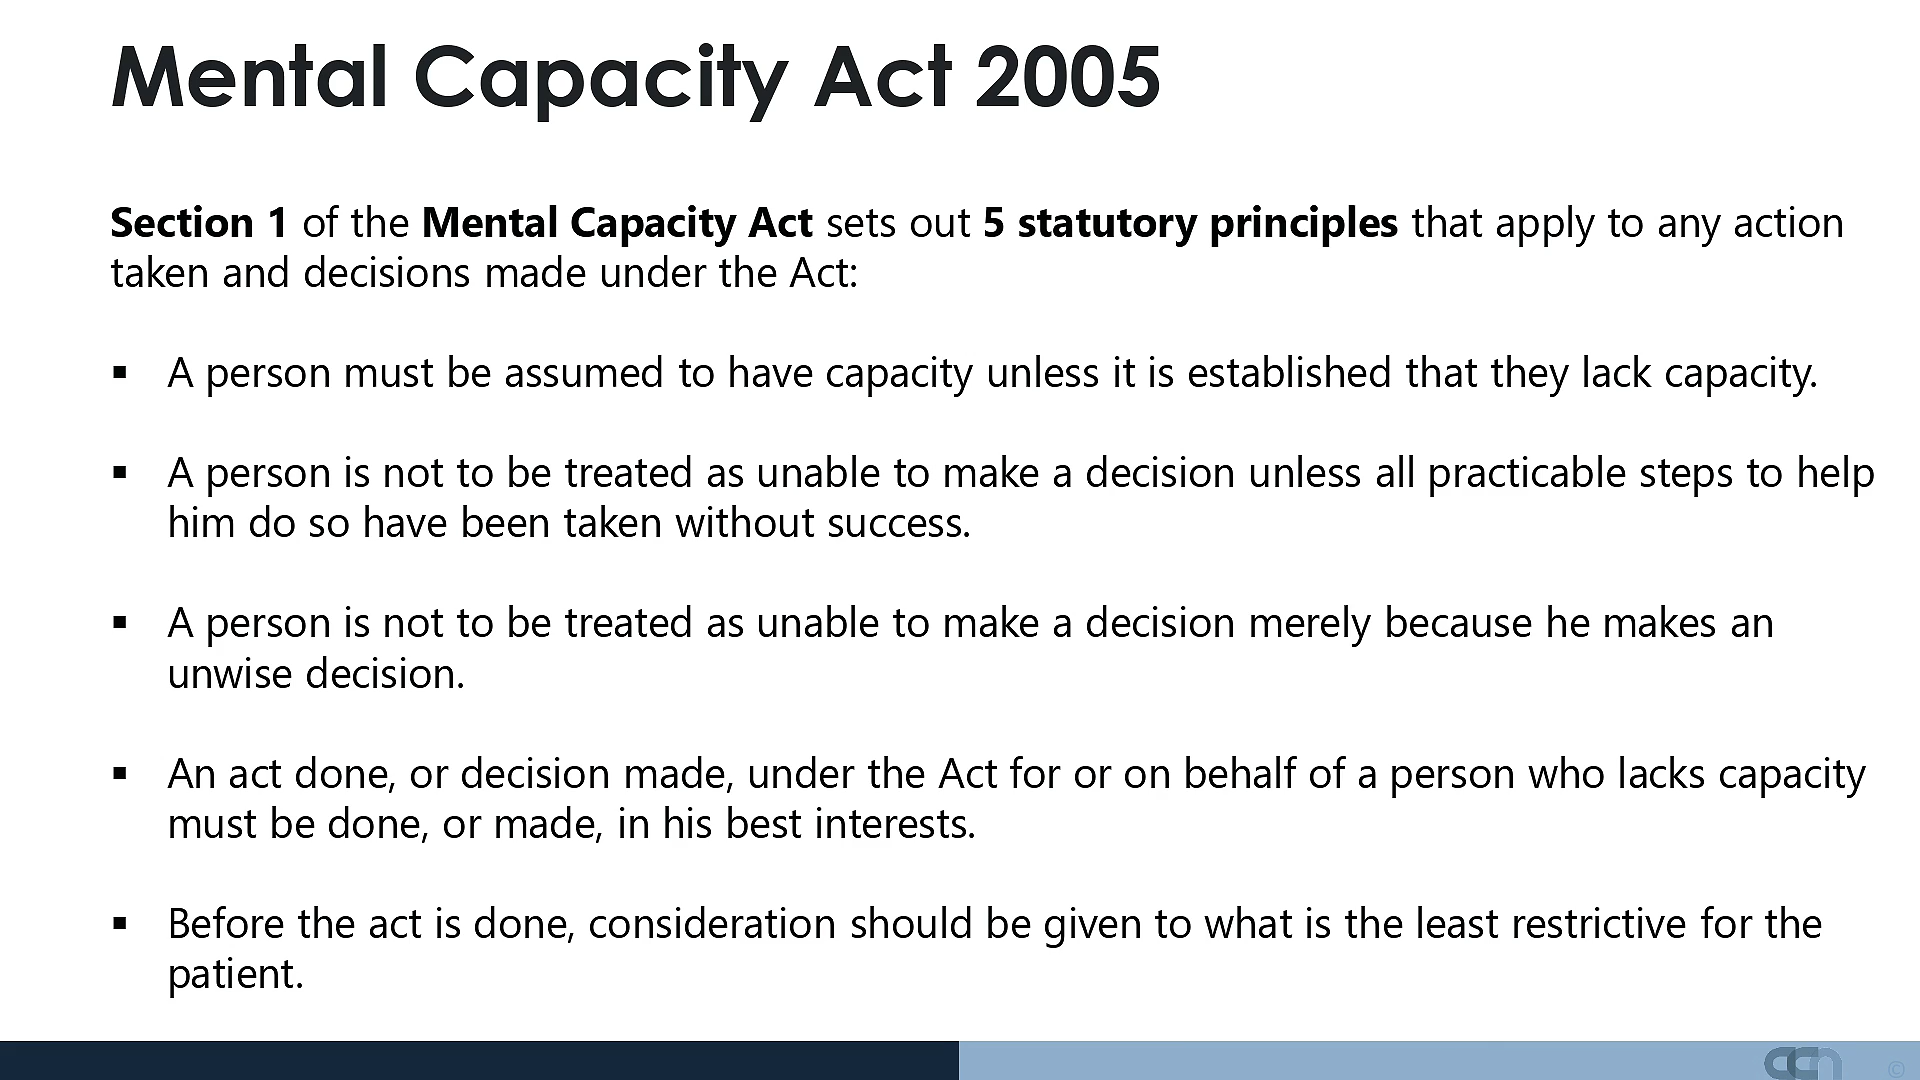 Mental Capacity Act 2005
Section 1 of the Mental Capacity Act sets out 5 statutory principles that apply to any action
taken and decisions made under the Act:
▪ A person must be assumed to have capacity unless it is established that they lack capacity.
▪ A person is not to be treated as unable to make a decision unless all practicable steps to help
him do so have been taken without success.
▪ A person is not to be treated as unable to make a decision merely because he makes an
unwise decision.
▪ An act done, or decision made, under the Act for or on behalf of a person who lacks capacity
must be done, or made, in his best interests.
▪ Before the act is done, consideration should be given to what is the least restrictive for the
patient.
©